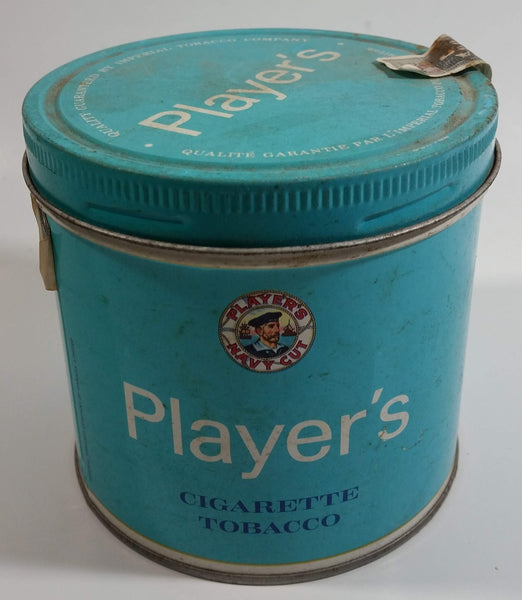 QUALITY GUARANTEED BY IMPERIAL TOBACCO COMPANY
• Player's •
QUALITÉ GARANTIE PAR L'IMPERIAL TOBACCO
PLAYER'S
NAVY CUT
Player's
CIGARETTE
TOBACCO